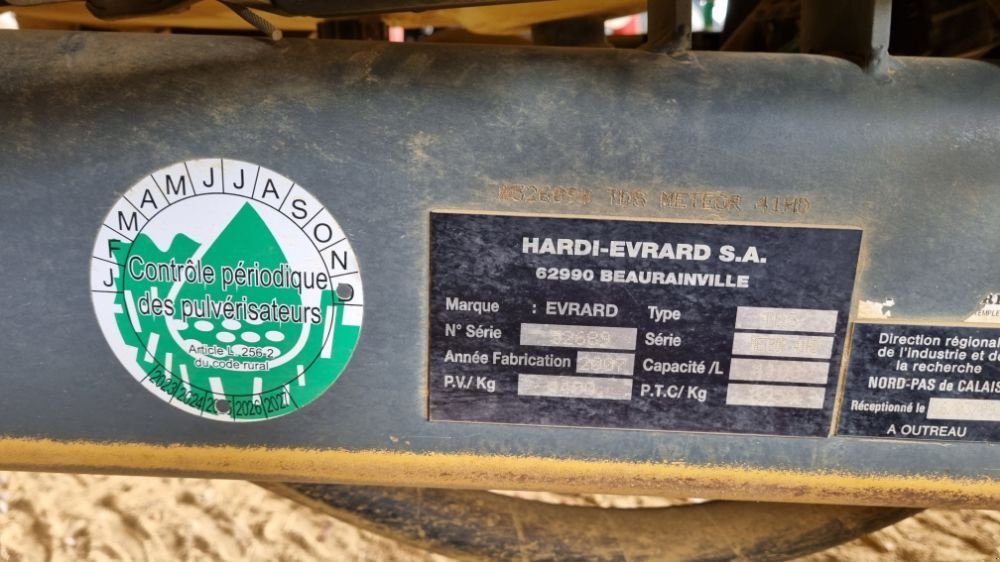 J F M A M J J A S O N
Contrôle périodique
des pulvérisateurs
Article L. 256-2
du code rural
2023 2024 2026 2027
TDS METEOR 41HD
HARDI-EVRARD S.A.
62990 BEAURAINVILLE
Marque : EVRARD Type
N° Série 52689 Série
Année Fabrication 2007 Capacité /L
P.V./ Kg P.T.C/ Kg
Direction régional
de l'industrie et de
la recherche
NORD-PAS de CALAIS
Réceptionné le
A OUTREAU